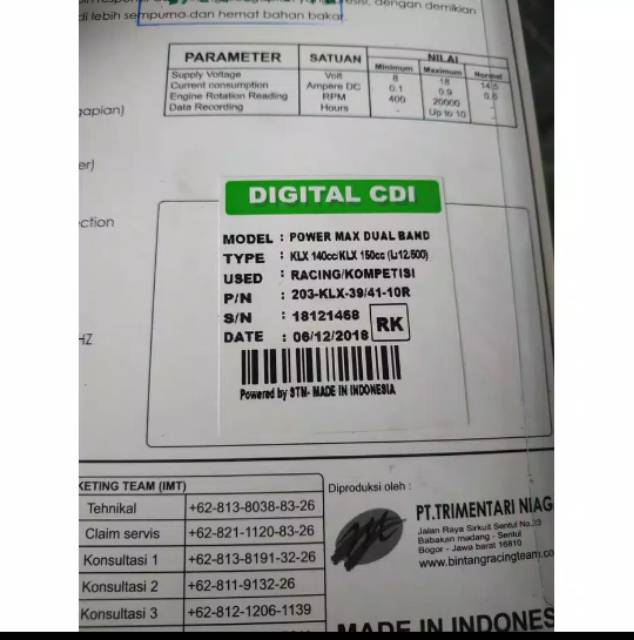 dengan demikian
di lebih sempurna dan hemat bahan bakar.
PARAMETER SATUAN NILAI
Minimum Maximum Normal
Supply Voltage Volt 8 18 14.5
Current consumption Ampere DC 0.1 0.9 0.6
Engine Rotation Reading RPM 400 20000 -
Data Recording Hours - Up to 10 -
gapian)
er)
ction
HZ
DIGITAL CDI
MODEL : POWER MAX DUAL BAND
TYPE : KLX 140cc/KLX 150cc (Li12.500)
USED : RACING/KOMPETISI
P/N : 203-KLX-39/41-10R
S/N : 18121468
DATE : 06/12/2018 RK
Powered by STM- MADE IN INDONESIA
KETING TEAM (IMT)
Tehnikal +62-813-8038-83-26
Claim servis +62-821-1120-83-26
Konsultasi 1 +62-813-8191-32-26
Konsultasi 2 +62-811-9132-26
Konsultasi 3 +62-812-1206-1139
Diproduksi oleh :
PT.TRIMENTARI NIAG
Jalan Raya Sirkuit Sentul No.33
Babakan madang - Sentul
Bogor - Jawa barat 16810
www.bintangracingteam.co
MADE IN INDONES